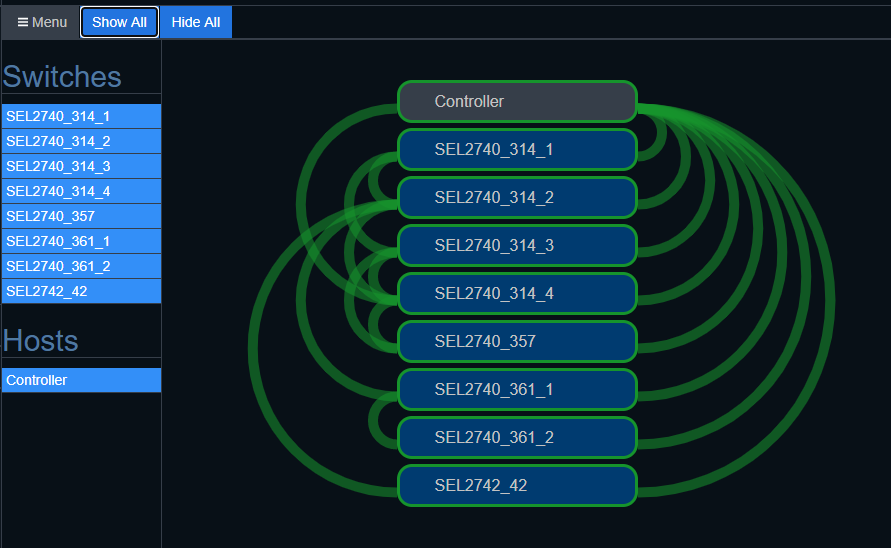 Menu Show All Hide All
Switches
SEL2740_314_1
SEL2740_314_2
SEL2740_314_3
SEL2740_314_4
SEL2740_357
SEL2740_361_1
SEL2740_361_2
SEL2742_42
Hosts
Controller
Controller
SEL2740_314_1
SEL2740_314_2
SEL2740_314_3
SEL2740_314_4
SEL2740_357
SEL2740_361_1
SEL2740_361_2
SEL2742_42